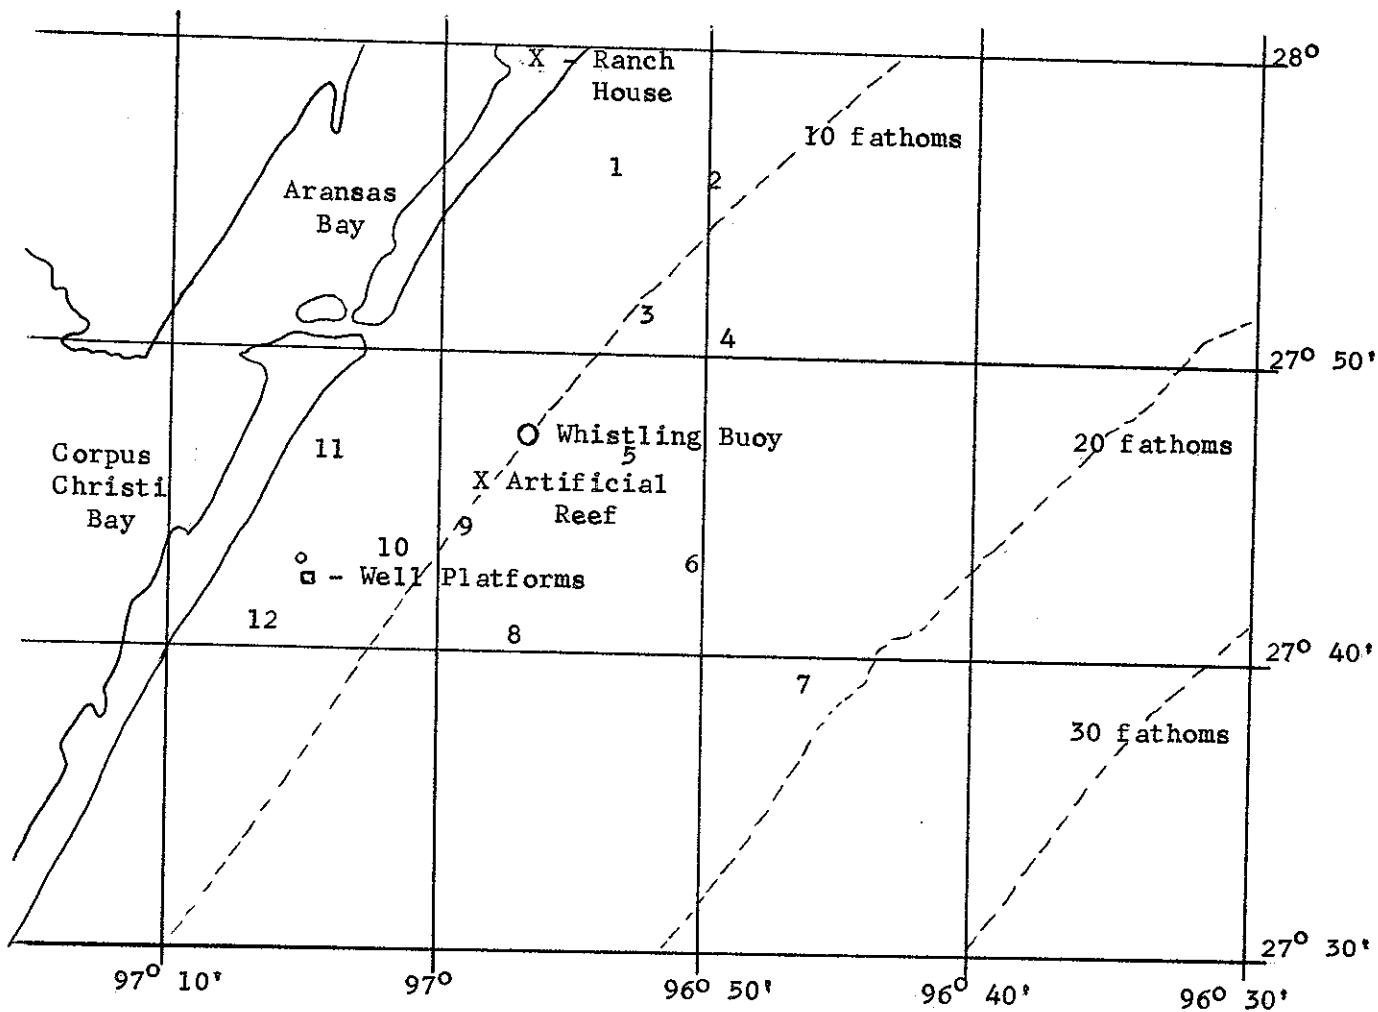 X - Ranch
House
28°
10 fathoms
1
2
Aransas
Bay
3
4
27° 50'
Whistling Buoy
20 fathoms
11
5
Corpus
Christi
Bay
X Artificial
Reef
9
10
6
- Well Platforms
12
8
27° 40'
7
30 fathoms
27° 30'
97° 10'
97°
96° 50'
96° 40'
96° 30'